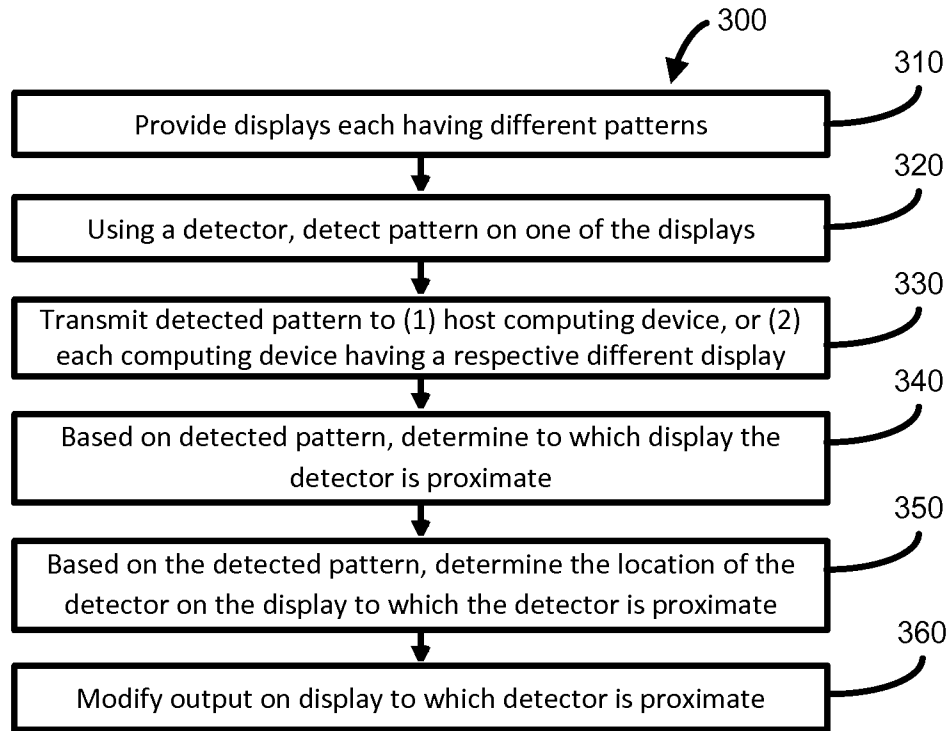 300
310
Provide displays each having different patterns
320
Using a detector, detect pattern on one of the displays
330
Transmit detected pattern to (1) host computing device, or (2)
each computing device having a respective different display
340
Based on detected pattern, determine to which display the
detector is proximate
350
Based on the detected pattern, determine the location of the
detector on the display to which the detector is proximate
360
Modify output on display to which detector is proximate